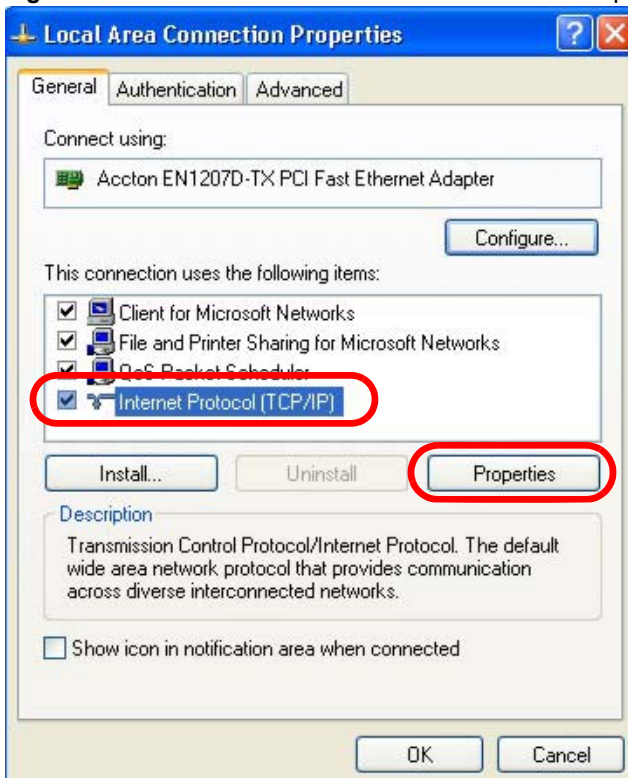 Local Area Connection Properties
General Authentication Advanced
Connect using:
Accton EN1207D-TX PCI Fast Ethernet Adapter
Configure...
This connection uses the following items:
Client for Microsoft Networks
File and Printer Sharing for Microsoft Networks
QoS Packet Scheduler
Internet Protocol (TCP/IP)
Install... Uninstall Properties
Description
Transmission Control Protocol/Internet Protocol. The default
wide area network protocol that provides communication
across diverse interconnected networks.
Show icon in notification area when connected
OK Cancel